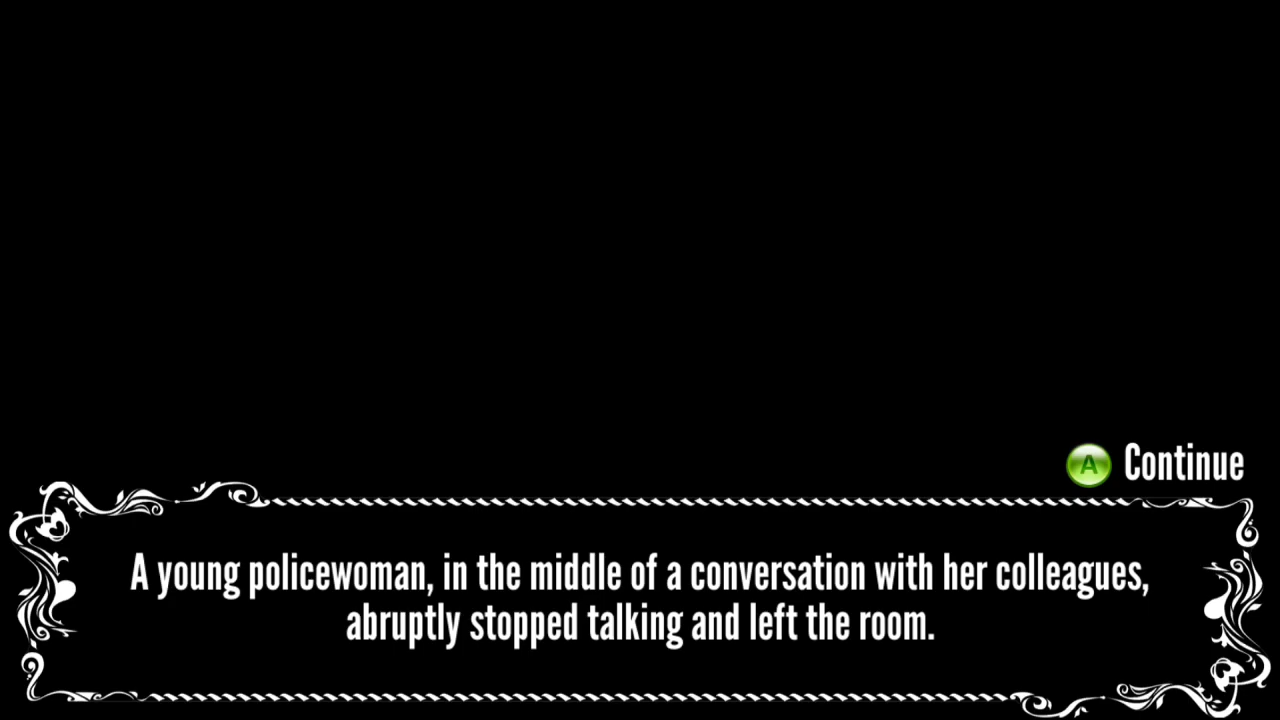 A Continue
A young policewoman, in the middle of a conversation with her colleagues,
abruptly stopped talking and left the room.